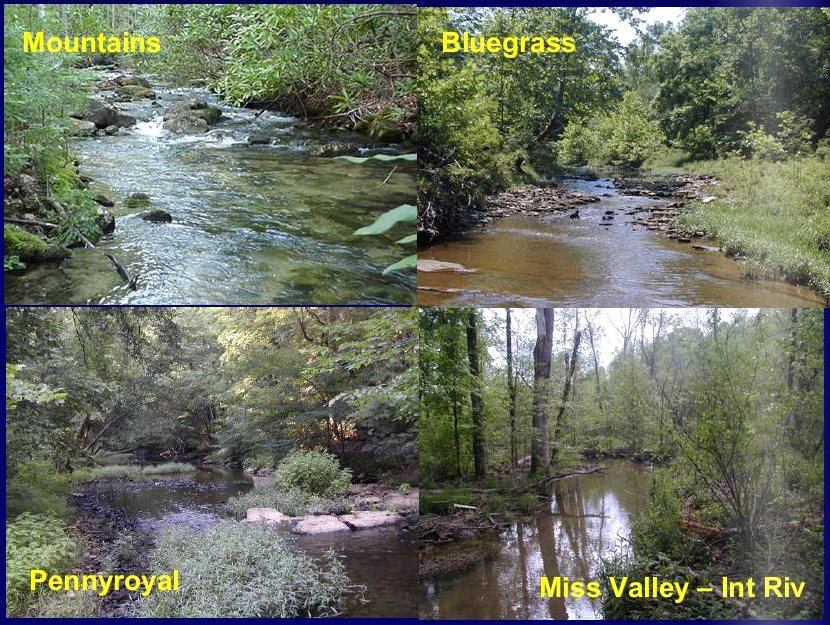 Mountains
Bluegrass
Pennyroyal
Miss Valley – Int Riv